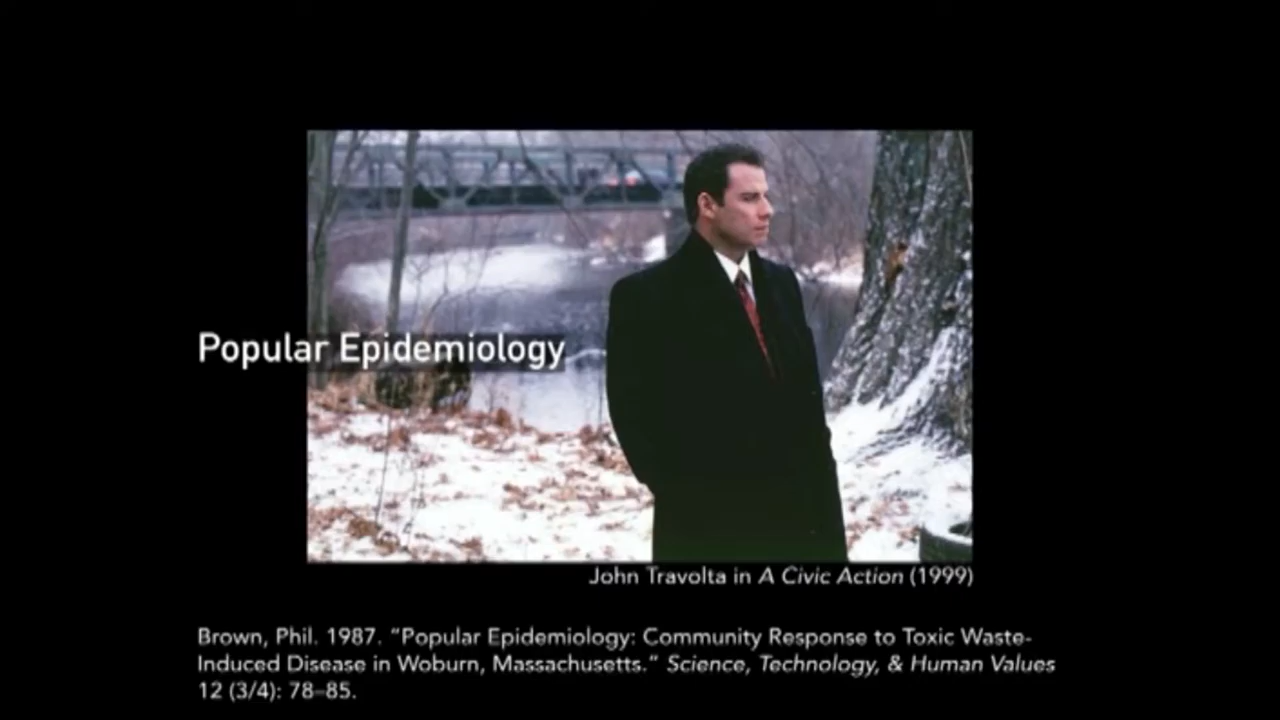 Popular Epidemiology
John Travolta in A Civic Action (1999)
Brown, Phil. 1987. “Popular Epidemiology: Community Response to Toxic Waste-
Induced Disease in Woburn, Massachusetts.” Science, Technology, & Human Values
12 (3/4): 78–85.